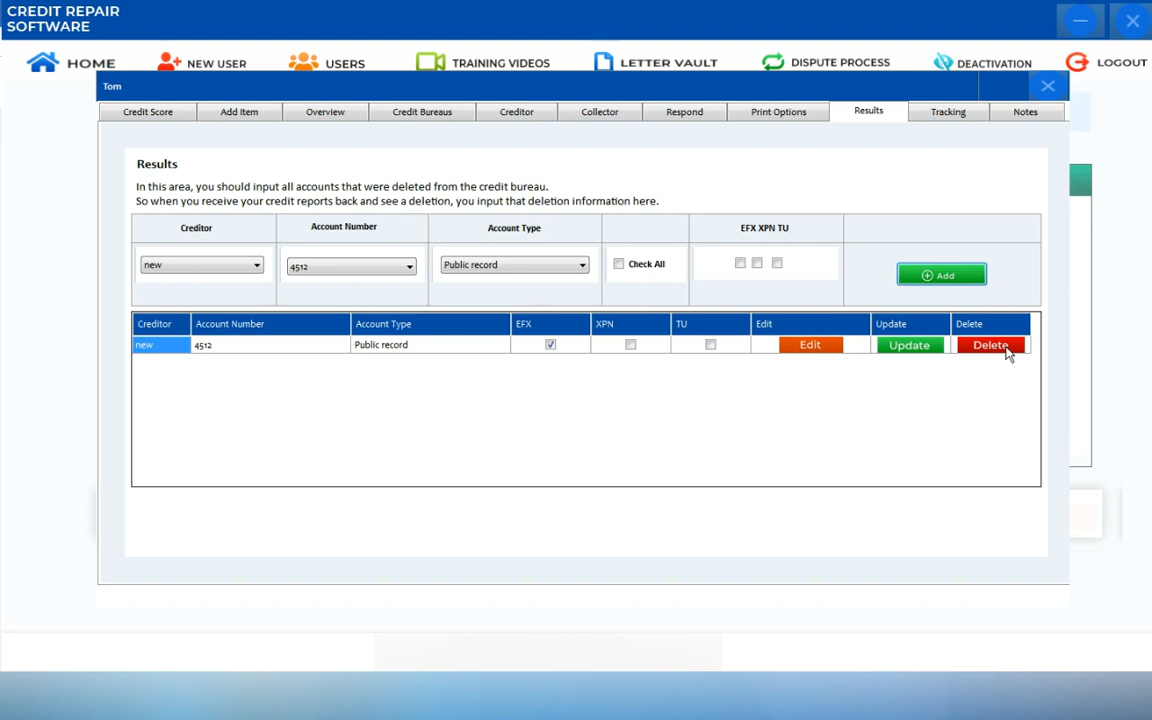 CREDIT REPAIR
SOFTWARE
HOME NEW USER USERS TRAINING VIDEOS LETTER VAULT DISPUTE PROCESS DEACTIVATION LOGOUT
Tom
Credit Score Add Item Overview Credit Bureaus Creditor Collector Respond Print Options Results Tracking Notes
Results
In this area, you should input all accounts that were deleted from the credit bureau.
So when you receive your credit reports back and see a deletion, you input that deletion information here.
Creditor Account Number Account Type EFX XPN TU
new 4512 Public record Check All Add
Creditor Account Number Account Type EFX XPN TU Edit Update Delete
new 4512 Public record Edit Update Delete